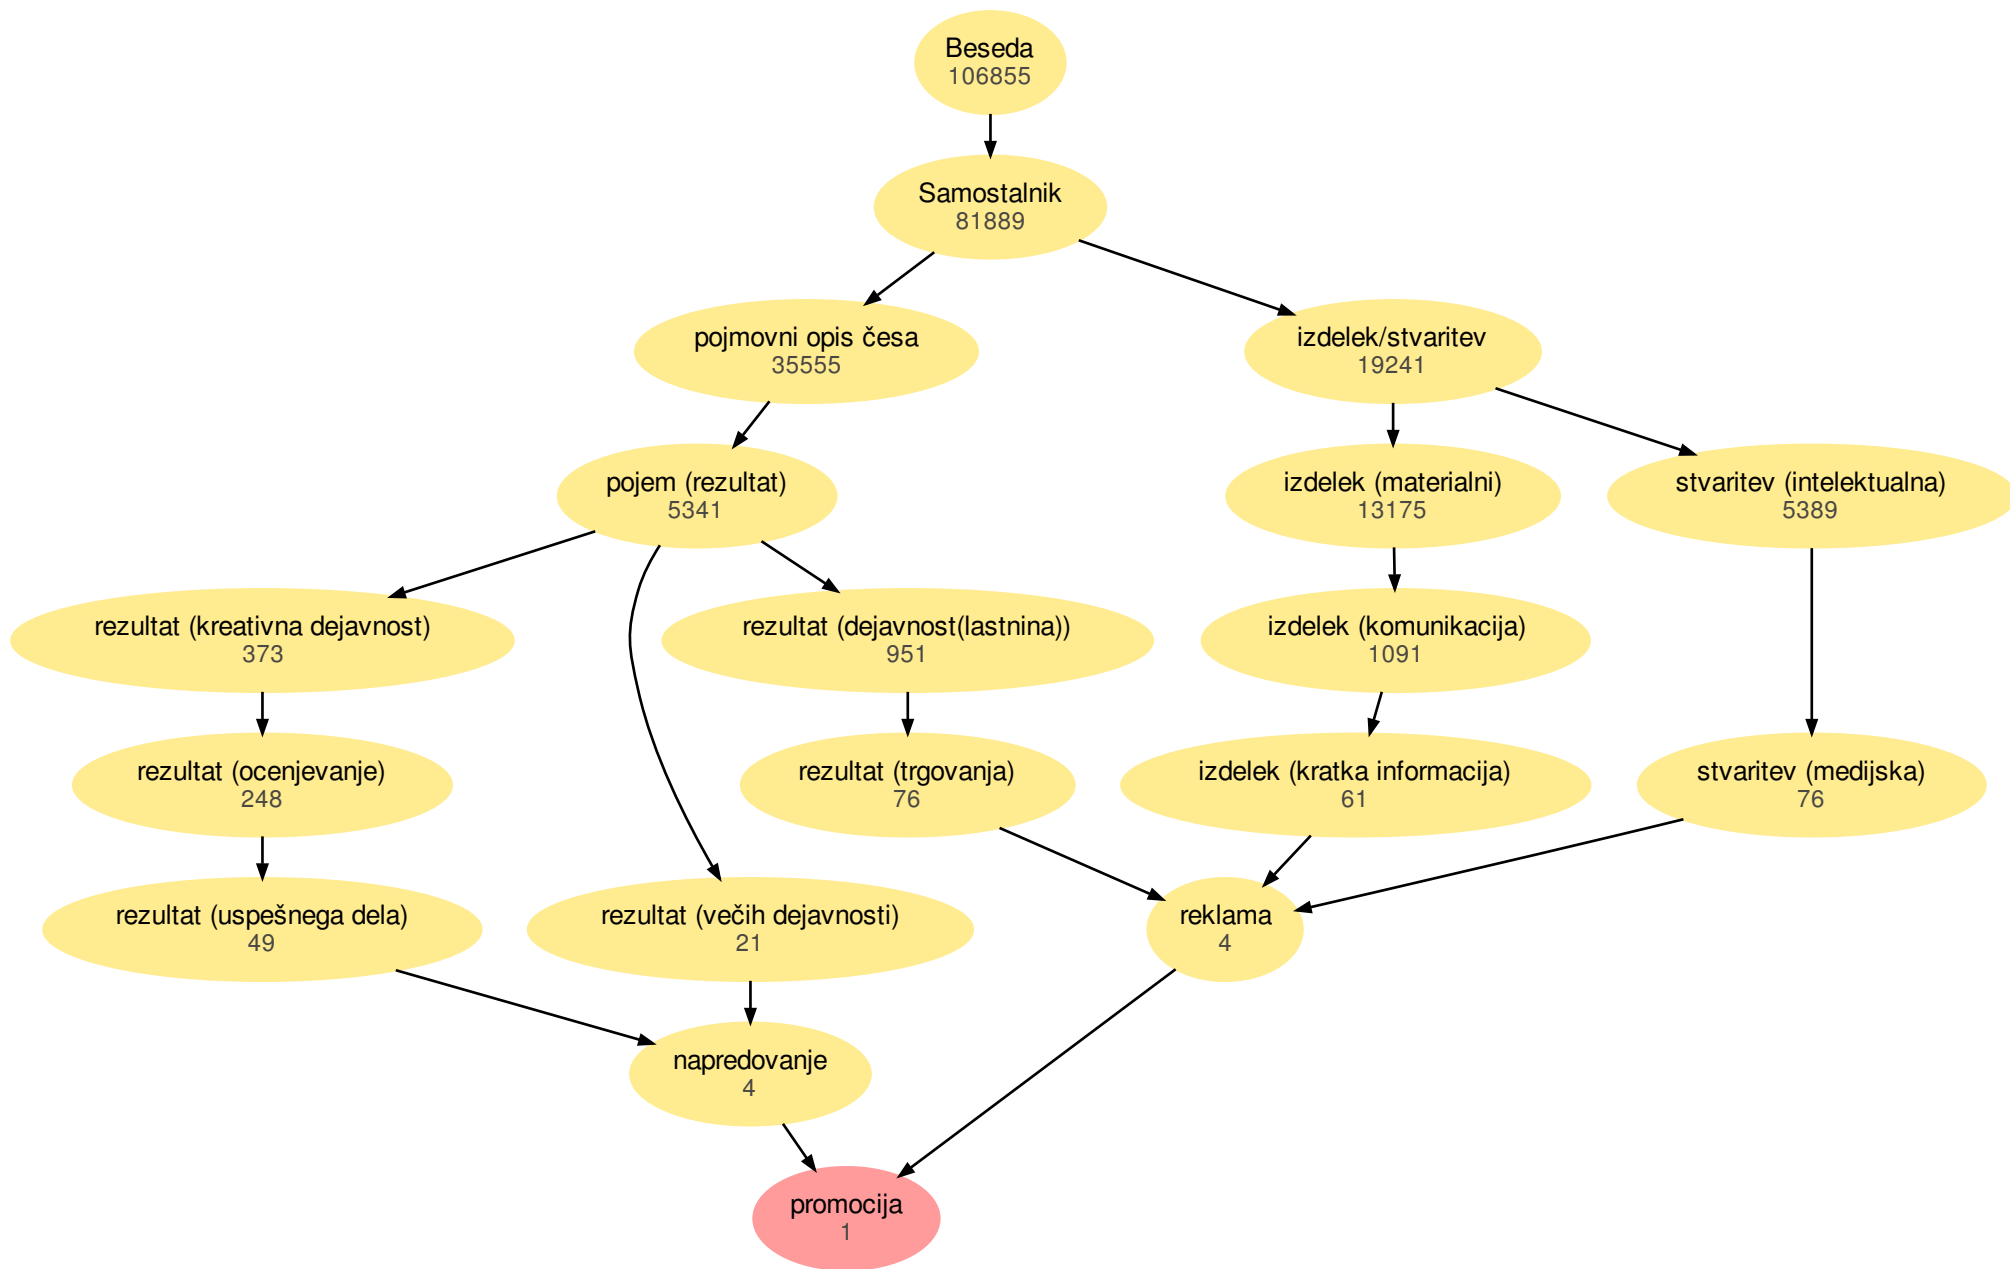 Beseda
106855
Samostalnik
81889
pojmovni opis česa
35555
izdelek/stvaritev
19241
pojem (rezultat)
5341
izdelek (materialni)
13175
stvaritev (intelektualna)
5389
rezultat (kreativna dejavnost)
373
rezultat (dejavnost(lastnina))
951
izdelek (komunikacija)
1091
rezultat (ocenjevanje)
248
rezultat (trgovanja)
76
izdelek (kratka informacija)
61
stvaritev (medijska)
76
rezultat (uspešnega dela)
49
rezultat (večih dejavnosti)
21
reklama
4
napredovanje
4
promocija
1